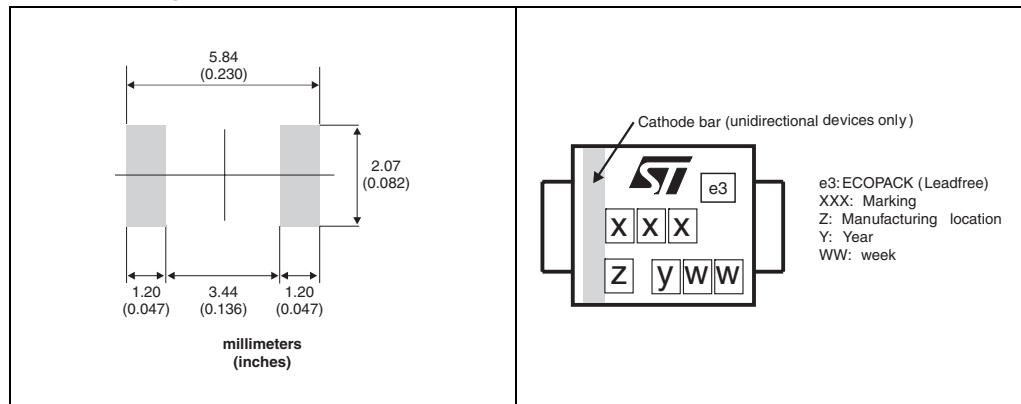 5.84
(0.230)
2.07
(0.082)
1.20
(0.047)
3.44
(0.136)
1.20
(0.047)
millimeters
(inches)
Cathode bar (unidirectional devices only)
ST
e3
x x x
z y w w
e3: ECOPACK (Leadfree)
XXX: Marking
Z: Manufacturing location
Y: Year
WW: week